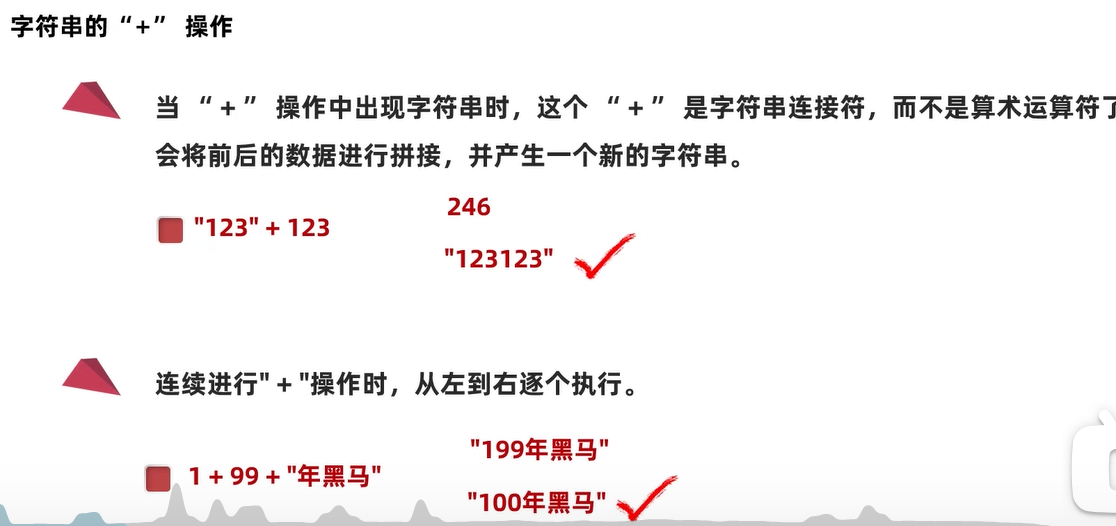 字符串的“+” 操作
当 “+” 操作中出现字符串时，这个 “+” 是字符串连接符，而不是算术运算符了
会将前后的数据进行拼接，并产生一个新的字符串。
246
"123" + 123
"123123"
连续进行"+"操作时，从左到右逐个执行。
"199年黑马"
1 + 99 + "年黑马"
"100年黑马"